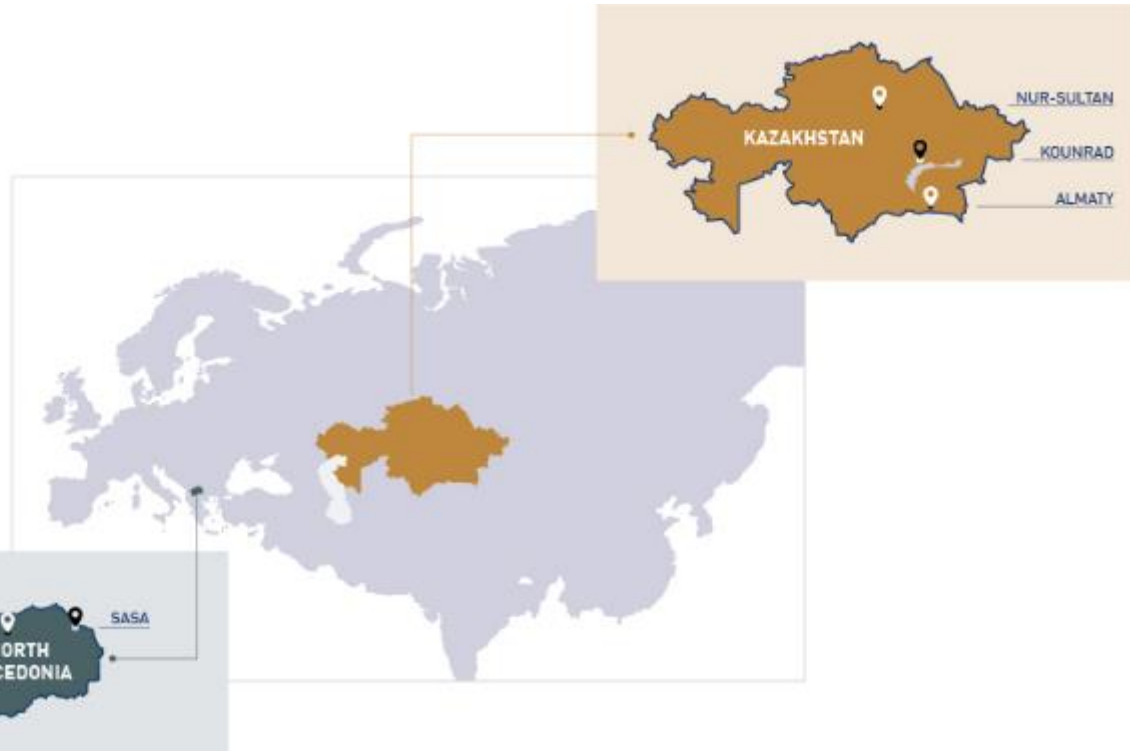 KAZAKHSTAN
NUR-SULTAN
KOUNRAD
ALMATY
SASA
ORTH
CEDONIA